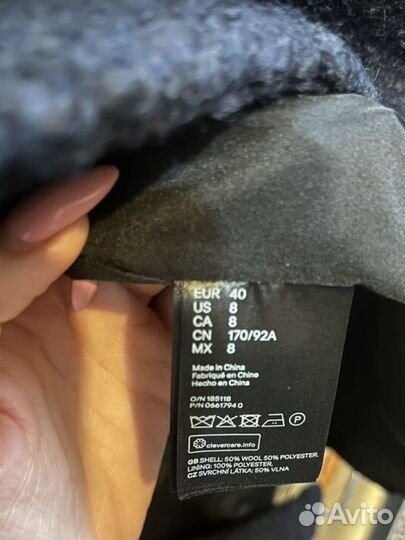 EUR 40
US 8
CA 8
CN 170/92A
MX 8
Made in China
Fabriqué en Chine
Hecho en China
O/N 185118
P/N 0661794 0
P
clevercare.info
GB SHELL: 50% WOOL 50% POLYESTER.
LINING: 100% POLYESTER.
CZ SVRCHNÍ LÁTKA: 50% VLNA
Avito